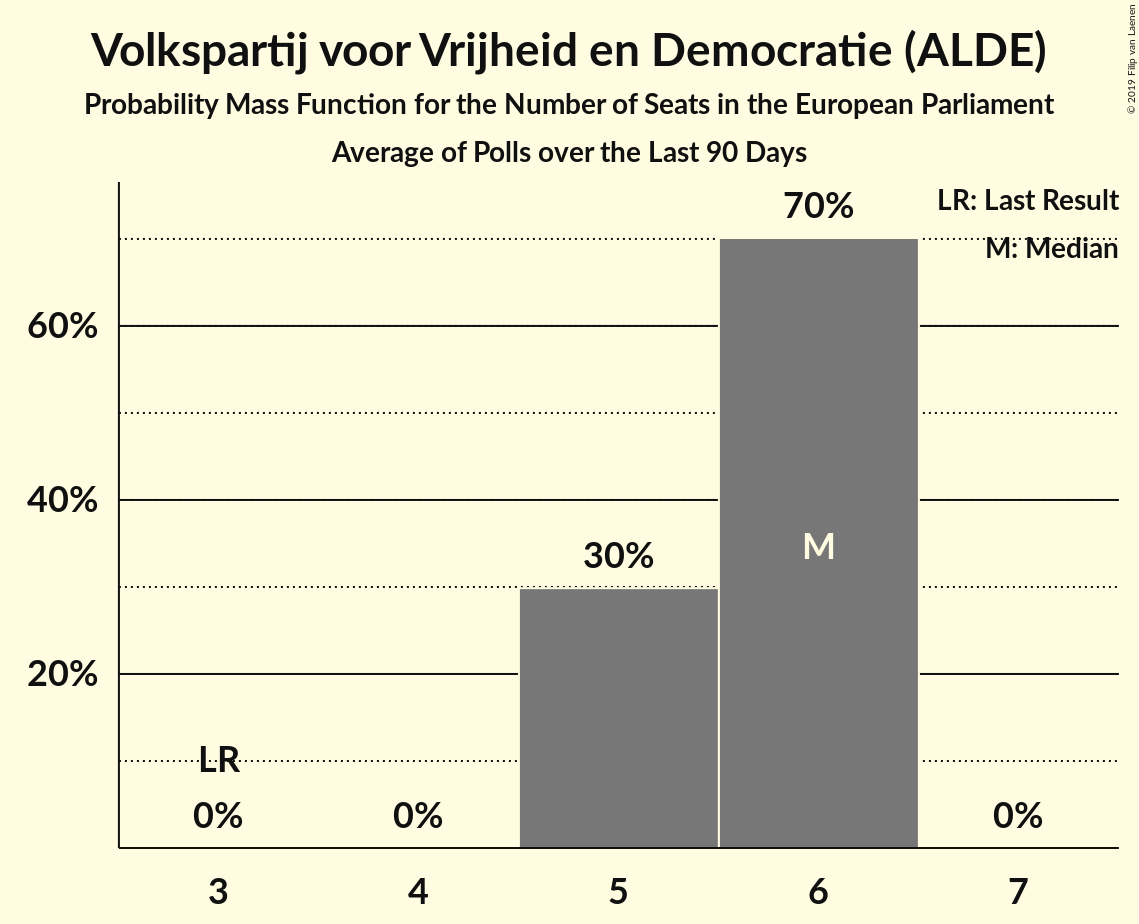 Volkspartij voor Vrijheid en Democratie (ALDE)
Probability Mass Function for the Number of Seats in the European Parliament
Average of Polls over the Last 90 Days
© 2019 Filip van Laenen
LR: Last Result
M: Median
70%
60%
40%
30%
M
20%
LR
0%
0%
0%
3
4
5
6
7